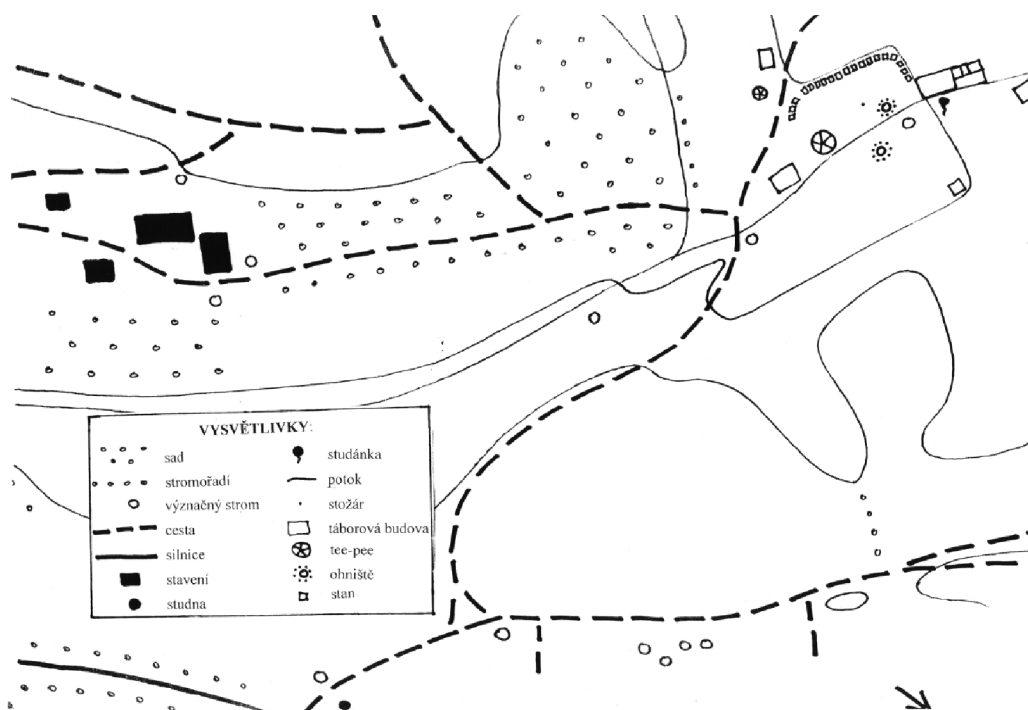 VYSVĚTLIVKY:
sad
stromořadí
význačný strom
cesta
silnice
stavení
studna
studánka
potok
stožár
táborová budova
tee-pee
ohniště
stan